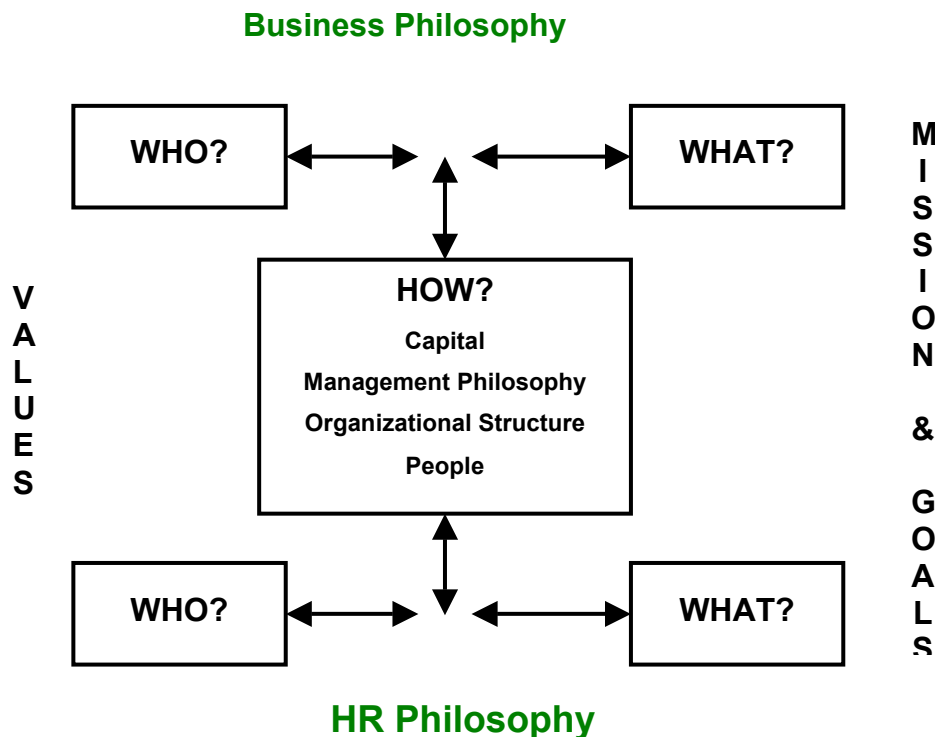 Business Philosophy
WHO?
WHAT?
HOW?
Capital
Management Philosophy
Organizational Structure
People
WHO?
WHAT?
HR Philosophy
VALUES
MISSION & GOALS